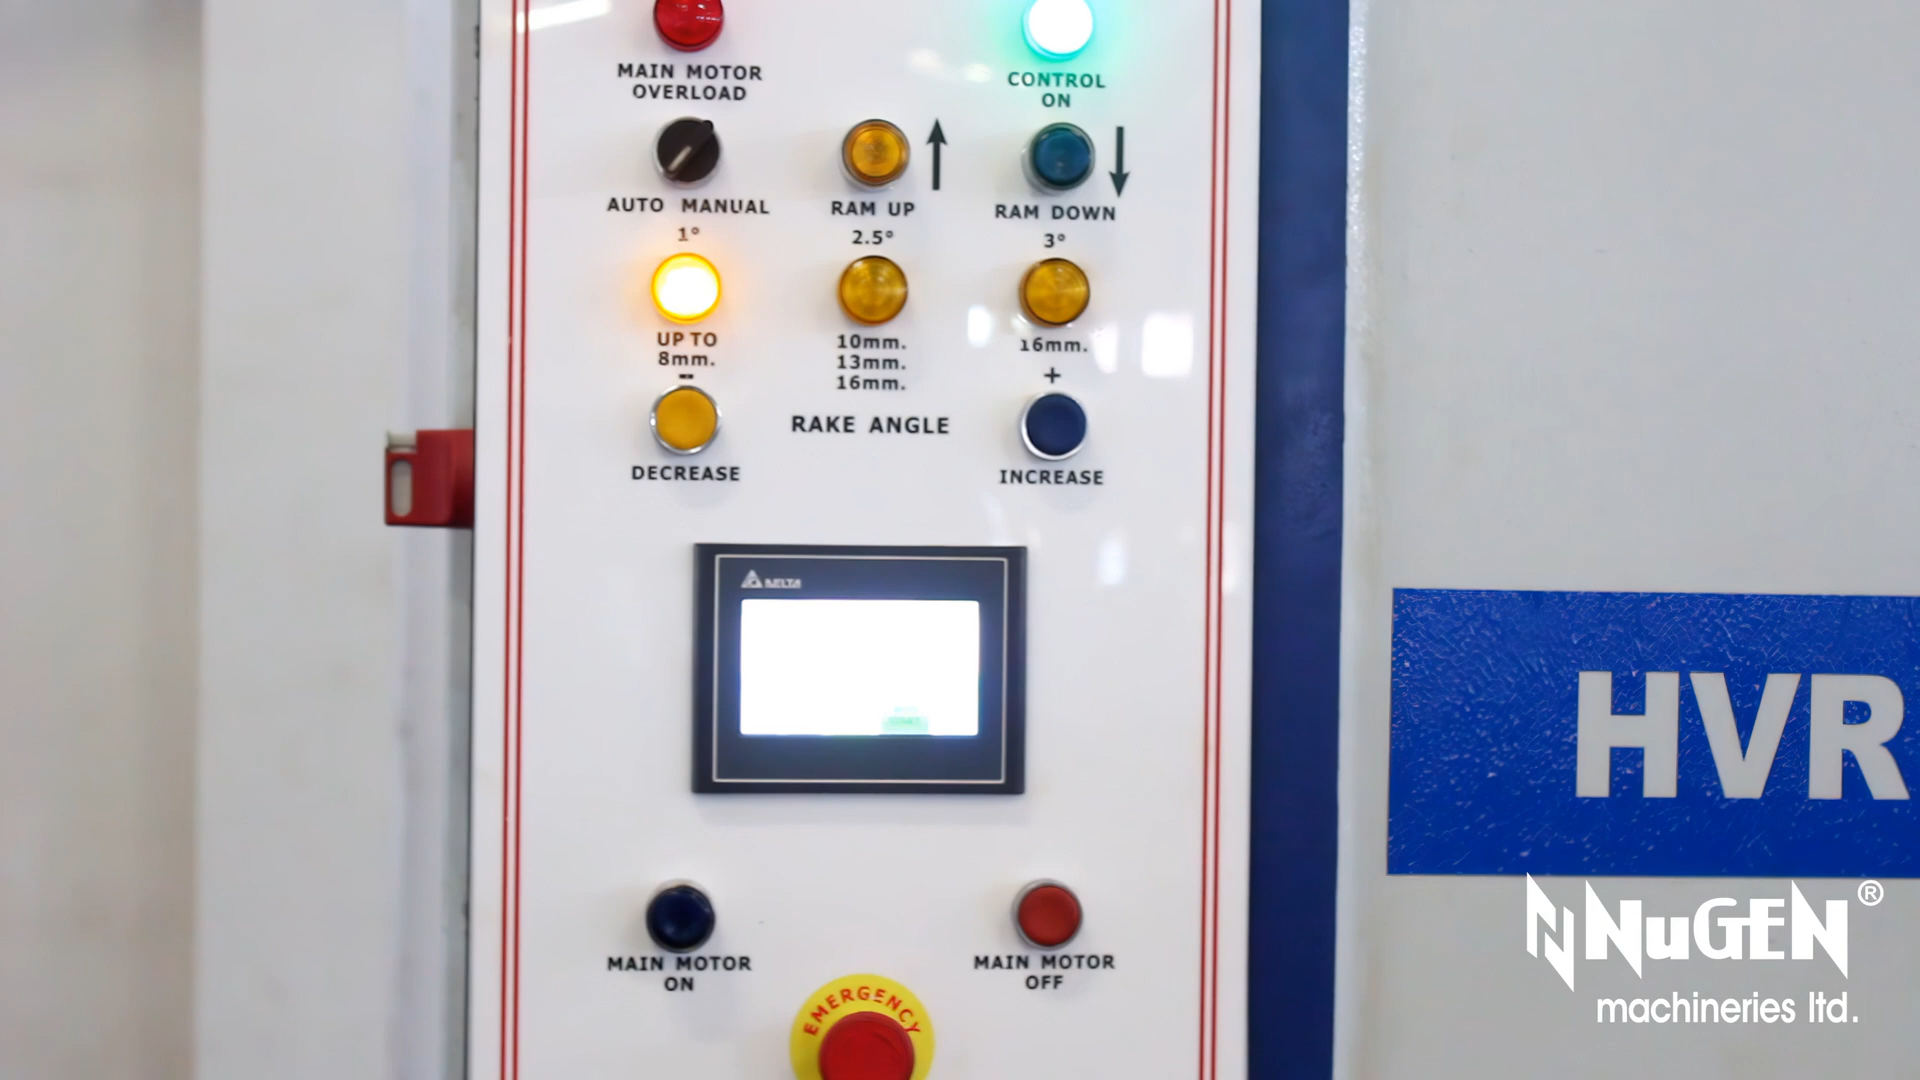 MAIN MOTOR
OVERLOAD
CONTROL
ON
AUTO MANUAL
RAM UP
RAM DOWN
1°
2.5°
3°
UP TO
8mm.
10mm.
13mm.
16mm.
16mm.
-
+
RAKE ANGLE
DECREASE
INCREASE
DELTA
HVR
MAIN MOTOR
ON
MAIN MOTOR
OFF
EMERGENCY
NuGEN®
machineries ltd.